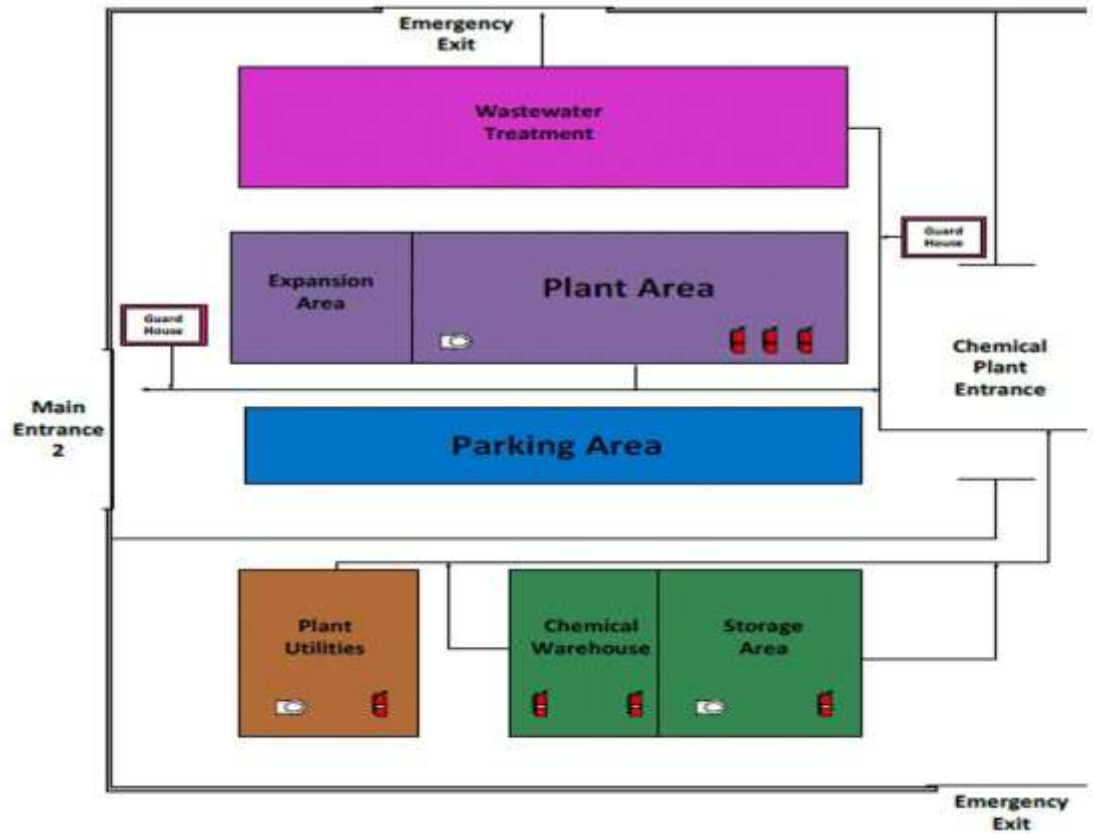 Emergency
Exit
Wastewater
Treatment
Guard
House
Expansion
Area
Plant Area
Guard
House
Chemical
Plant
Entrance
Main
Entrance
2
Parking Area
Plant
Utilities
Chemical
Warehouse
Storage
Area
Emergency
Exit